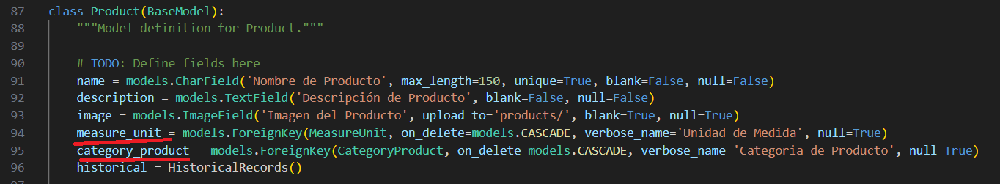 87 class Product(BaseModel):
88 """Model definition for Product."""
89
90 # TODO: Define fields here
91 name = models.CharField('Nombre de Producto', max_length=150, unique=True, blank=False, null=False)
92 description = models.TextField('Descripción de Producto', blank=False, null=False)
93 image = models.ImageField('Imagen del Producto', upload_to='products/', blank=True, null=True)
94 measure_unit = models.ForeignKey(MeasureUnit, on_delete=models.CASCADE, verbose_name='Unidad de Medida', null=True)
95 category_product = models.ForeignKey(CategoryProduct, on_delete=models.CASCADE, verbose_name='Categoria de Producto', null=True)
96 historical = HistoricalRecords()